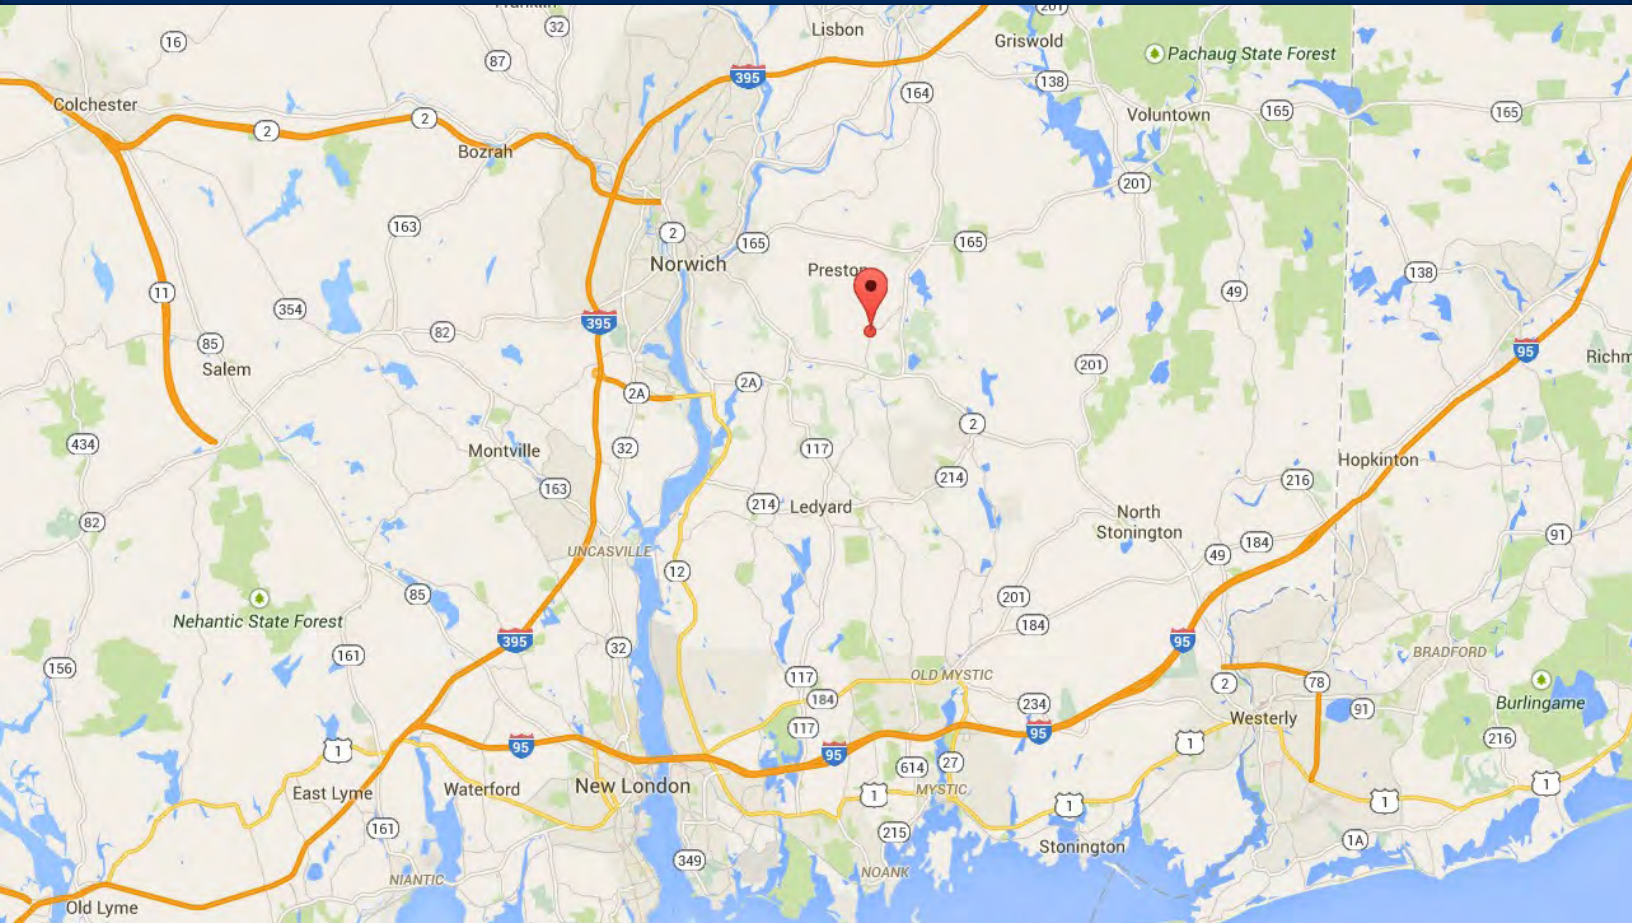 Franklin
32
16
87
Lisbon
201
Griswold
Pachaug State Forest
395
138
164
Colchester
Voluntown
165
165
2
2
Bozrah
201
163
2
165
165
Norwich
Preston
138
11
49
354
395
82
85
95
Richm
Salem
201
2A
2A
2
434
32
117
Montville
Hopkinton
163
214
216
214
Ledyard
82
North
Stonington
91
184
49
UNCASVILLE
12
85
201
Nehantic State Forest
184
395
95
32
161
BRADFORD
156
117
OLD MYSTIC
2
78
Burlingame
184
234
91
Westerly
117
95
216
1
95
1
95
614
27
New London
East Lyme
Waterford
1
MYSTIC
1
1
1
161
215
1A
Stonington
349
NOANK
NIANTIC
Old Lyme